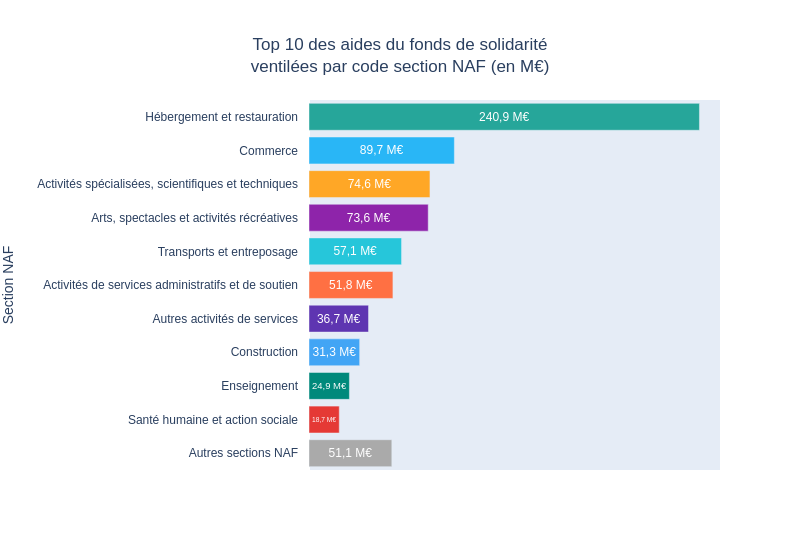 Top 10 des aides du fonds de solidarité
ventilées par code section NAF (en M€)
Section NAF
Hébergement et restauration 240,9 M€
Commerce 89,7 M€
Activités spécialisées, scientifiques et techniques 74,6 M€
Arts, spectacles et activités récréatives 73,6 M€
Transports et entreposage 57,1 M€
Activités de services administratifs et de soutien 51,8 M€
Autres activités de services 36,7 M€
Construction 31,3 M€
Enseignement 24,9 M€
Santé humaine et action sociale 18,7 M€
Autres sections NAF 51,1 M€